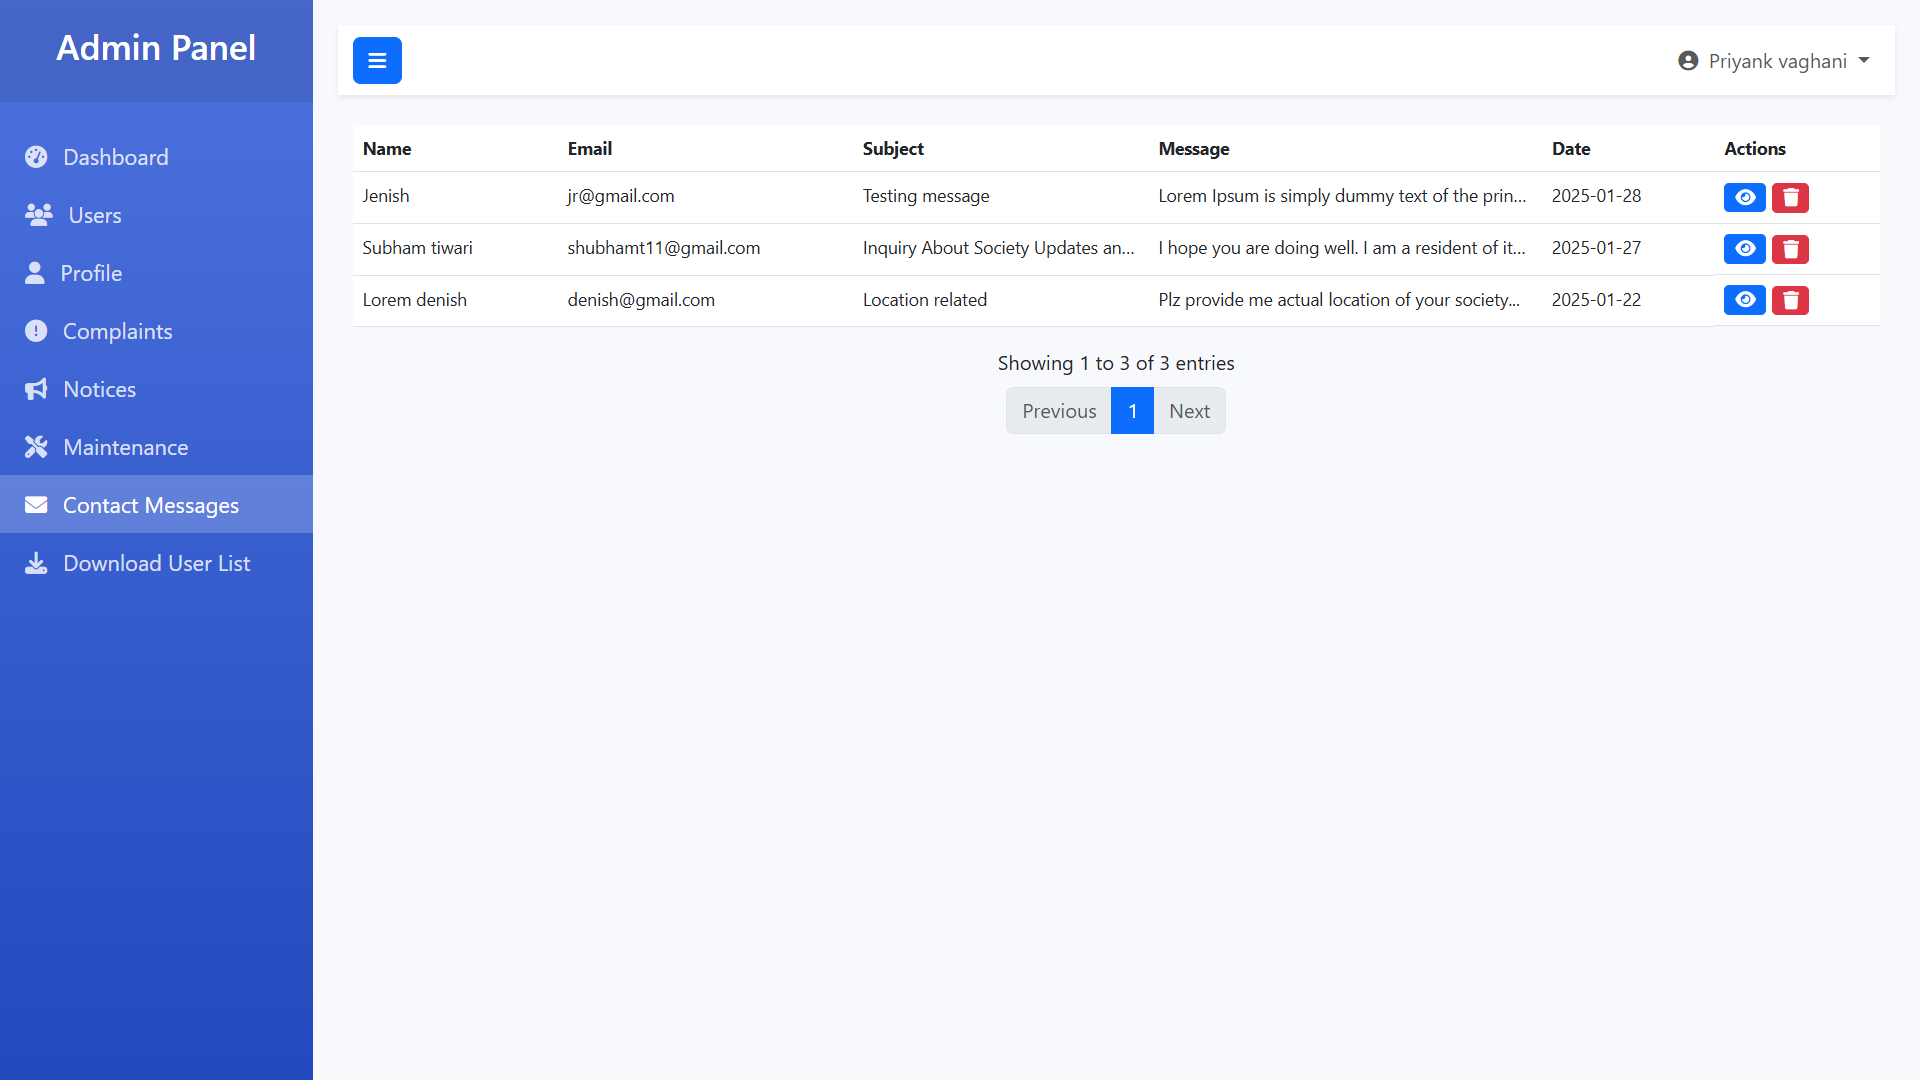 Admin Panel
Priyank vaghani
Dashboard
Users
Profile
Complaints
Notices
Maintenance
Contact Messages
Download User List
Name Email Subject Message Date Actions
Jenish jr@gmail.com Testing message Lorem Ipsum is simply dummy text of the prin... 2025-01-28
Subham tiwari shubhamt11@gmail.com Inquiry About Society Updates an... I hope you are doing well. I am a resident of it... 2025-01-27
Lorem denish denish@gmail.com Location related Plz provide me actual location of your society... 2025-01-22
Showing 1 to 3 of 3 entries
Previous 1 Next